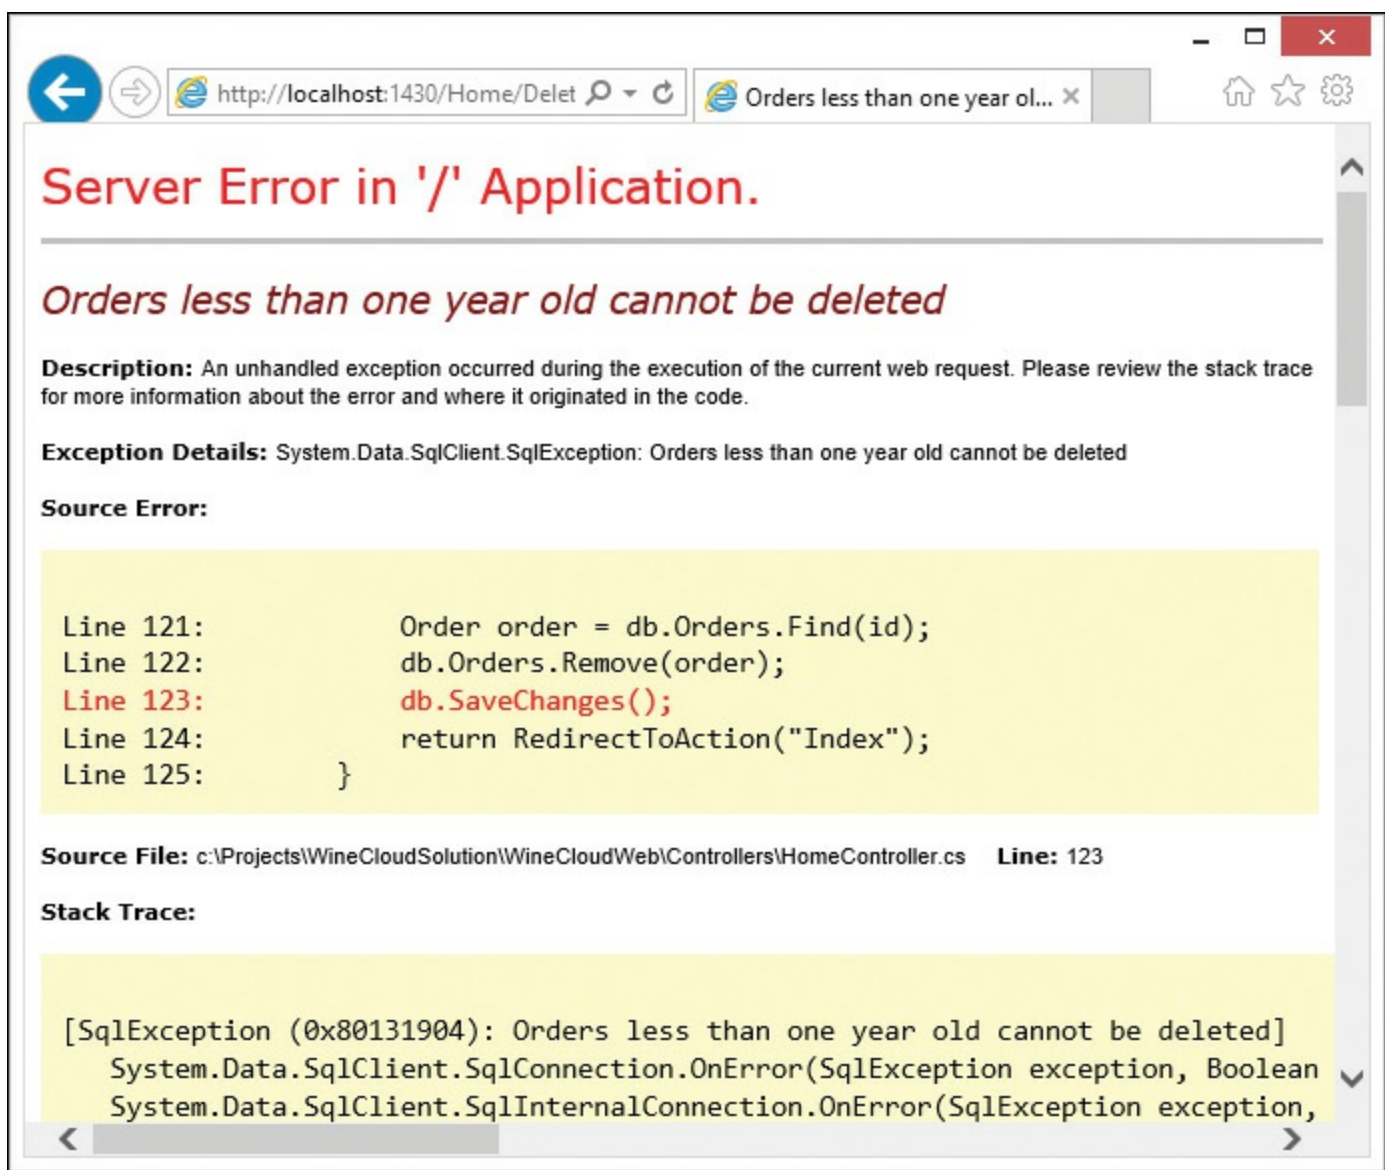 http://localhost:1430/Home/Delet
Orders less than one year ol...
Server Error in '/' Application.
Orders less than one year old cannot be deleted
Description: An unhandled exception occurred during the execution of the current web request. Please review the stack trace
for more information about the error and where it originated in the code.
Exception Details: System.Data.SqlClient.SqlException: Orders less than one year old cannot be deleted
Source Error:
Line 121:            Order order = db.Orders.Find(id);
Line 122:            db.Orders.Remove(order);
Line 123:            db.SaveChanges();
Line 124:            return RedirectToAction("Index");
Line 125:        }
Source File: c:\Projects\WineCloudSolution\WineCloudWeb\Controllers\HomeController.cs    Line: 123
Stack Trace:
[SqlException (0x80131904): Orders less than one year old cannot be deleted]
   System.Data.SqlClient.SqlConnection.OnError(SqlException exception, Boolean
   System.Data.SqlClient.SqlInternalConnection.OnError(SqlException exception,